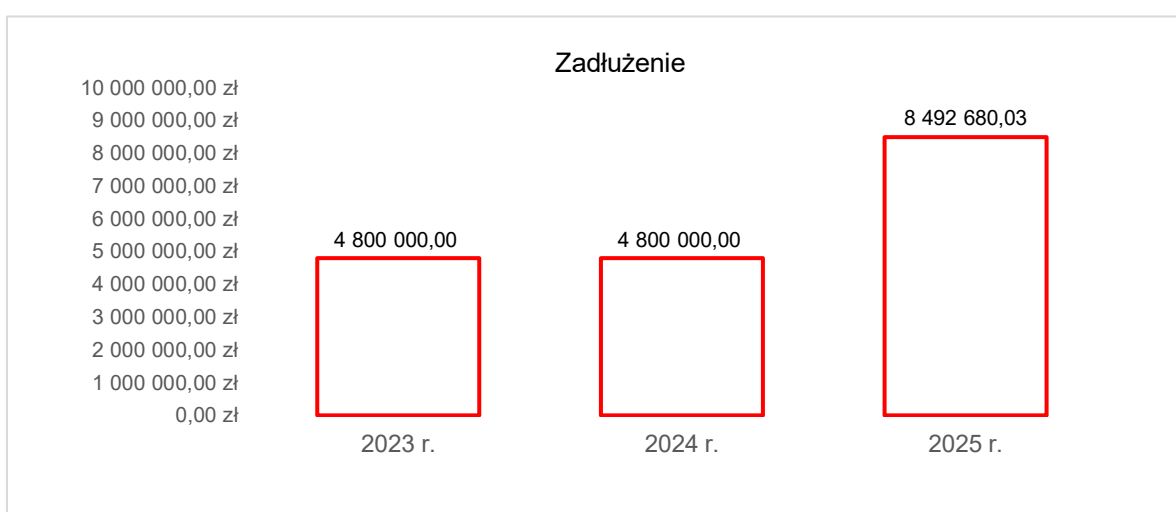 Zadłużenie
10 000 000,00 zł
9 000 000,00 zł
8 000 000,00 zł
7 000 000,00 zł
6 000 000,00 zł
5 000 000,00 zł
4 000 000,00 zł
3 000 000,00 zł
2 000 000,00 zł
1 000 000,00 zł
0,00 zł
4 800 000,00
4 800 000,00
8 492 680,03
2023 r.
2024 r.
2025 r.